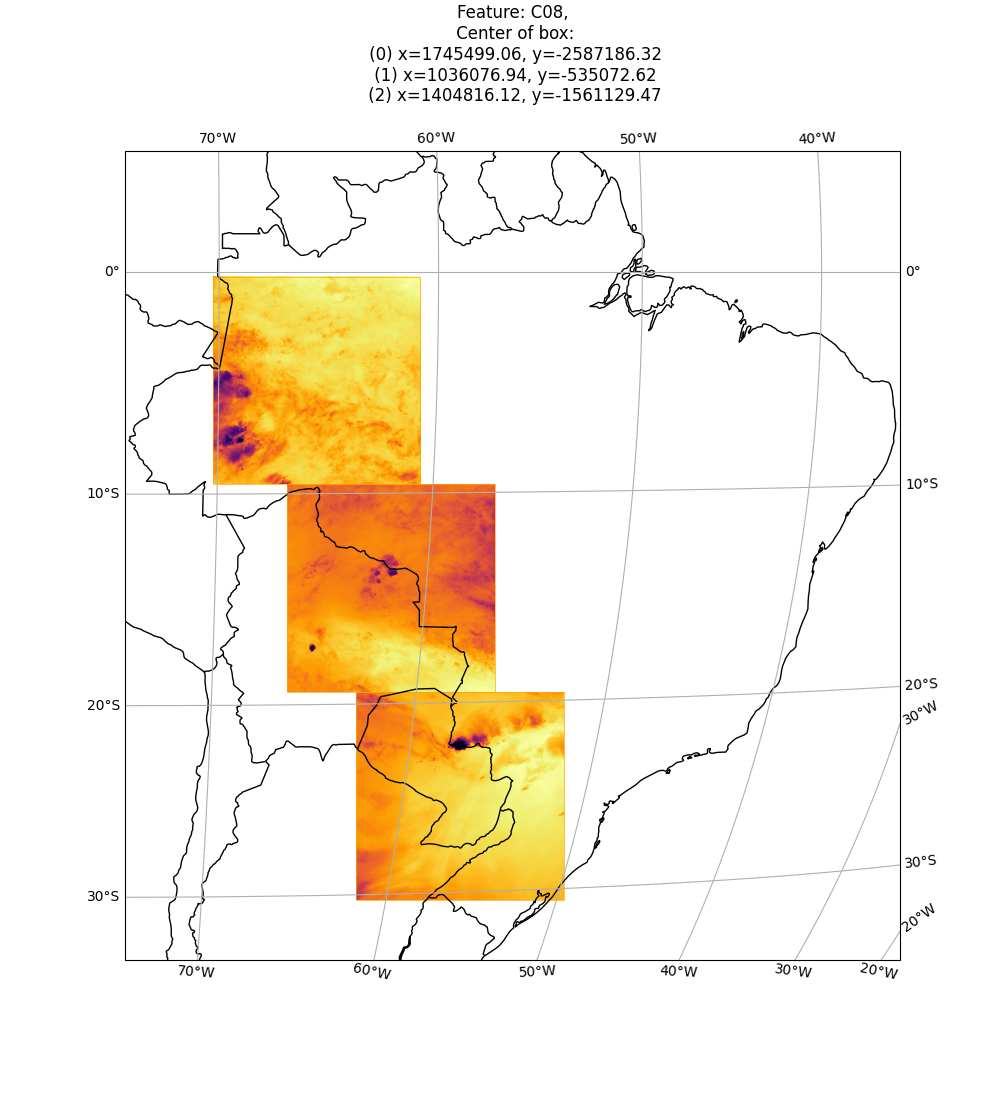 Feature: C08,
Center of box:
(0) x=1745499.06, y=-2587186.32
(1) x=1036076.94, y=-535072.62
(2) x=1404816.12, y=-1561129.47
70°W 60°W 50°W 40°W
0° 0°
10°S 10°S
20°S 20°S
30°W
30°S 30°S
20°W
70°W 60°W 50°W 40°W 30°W 20°W